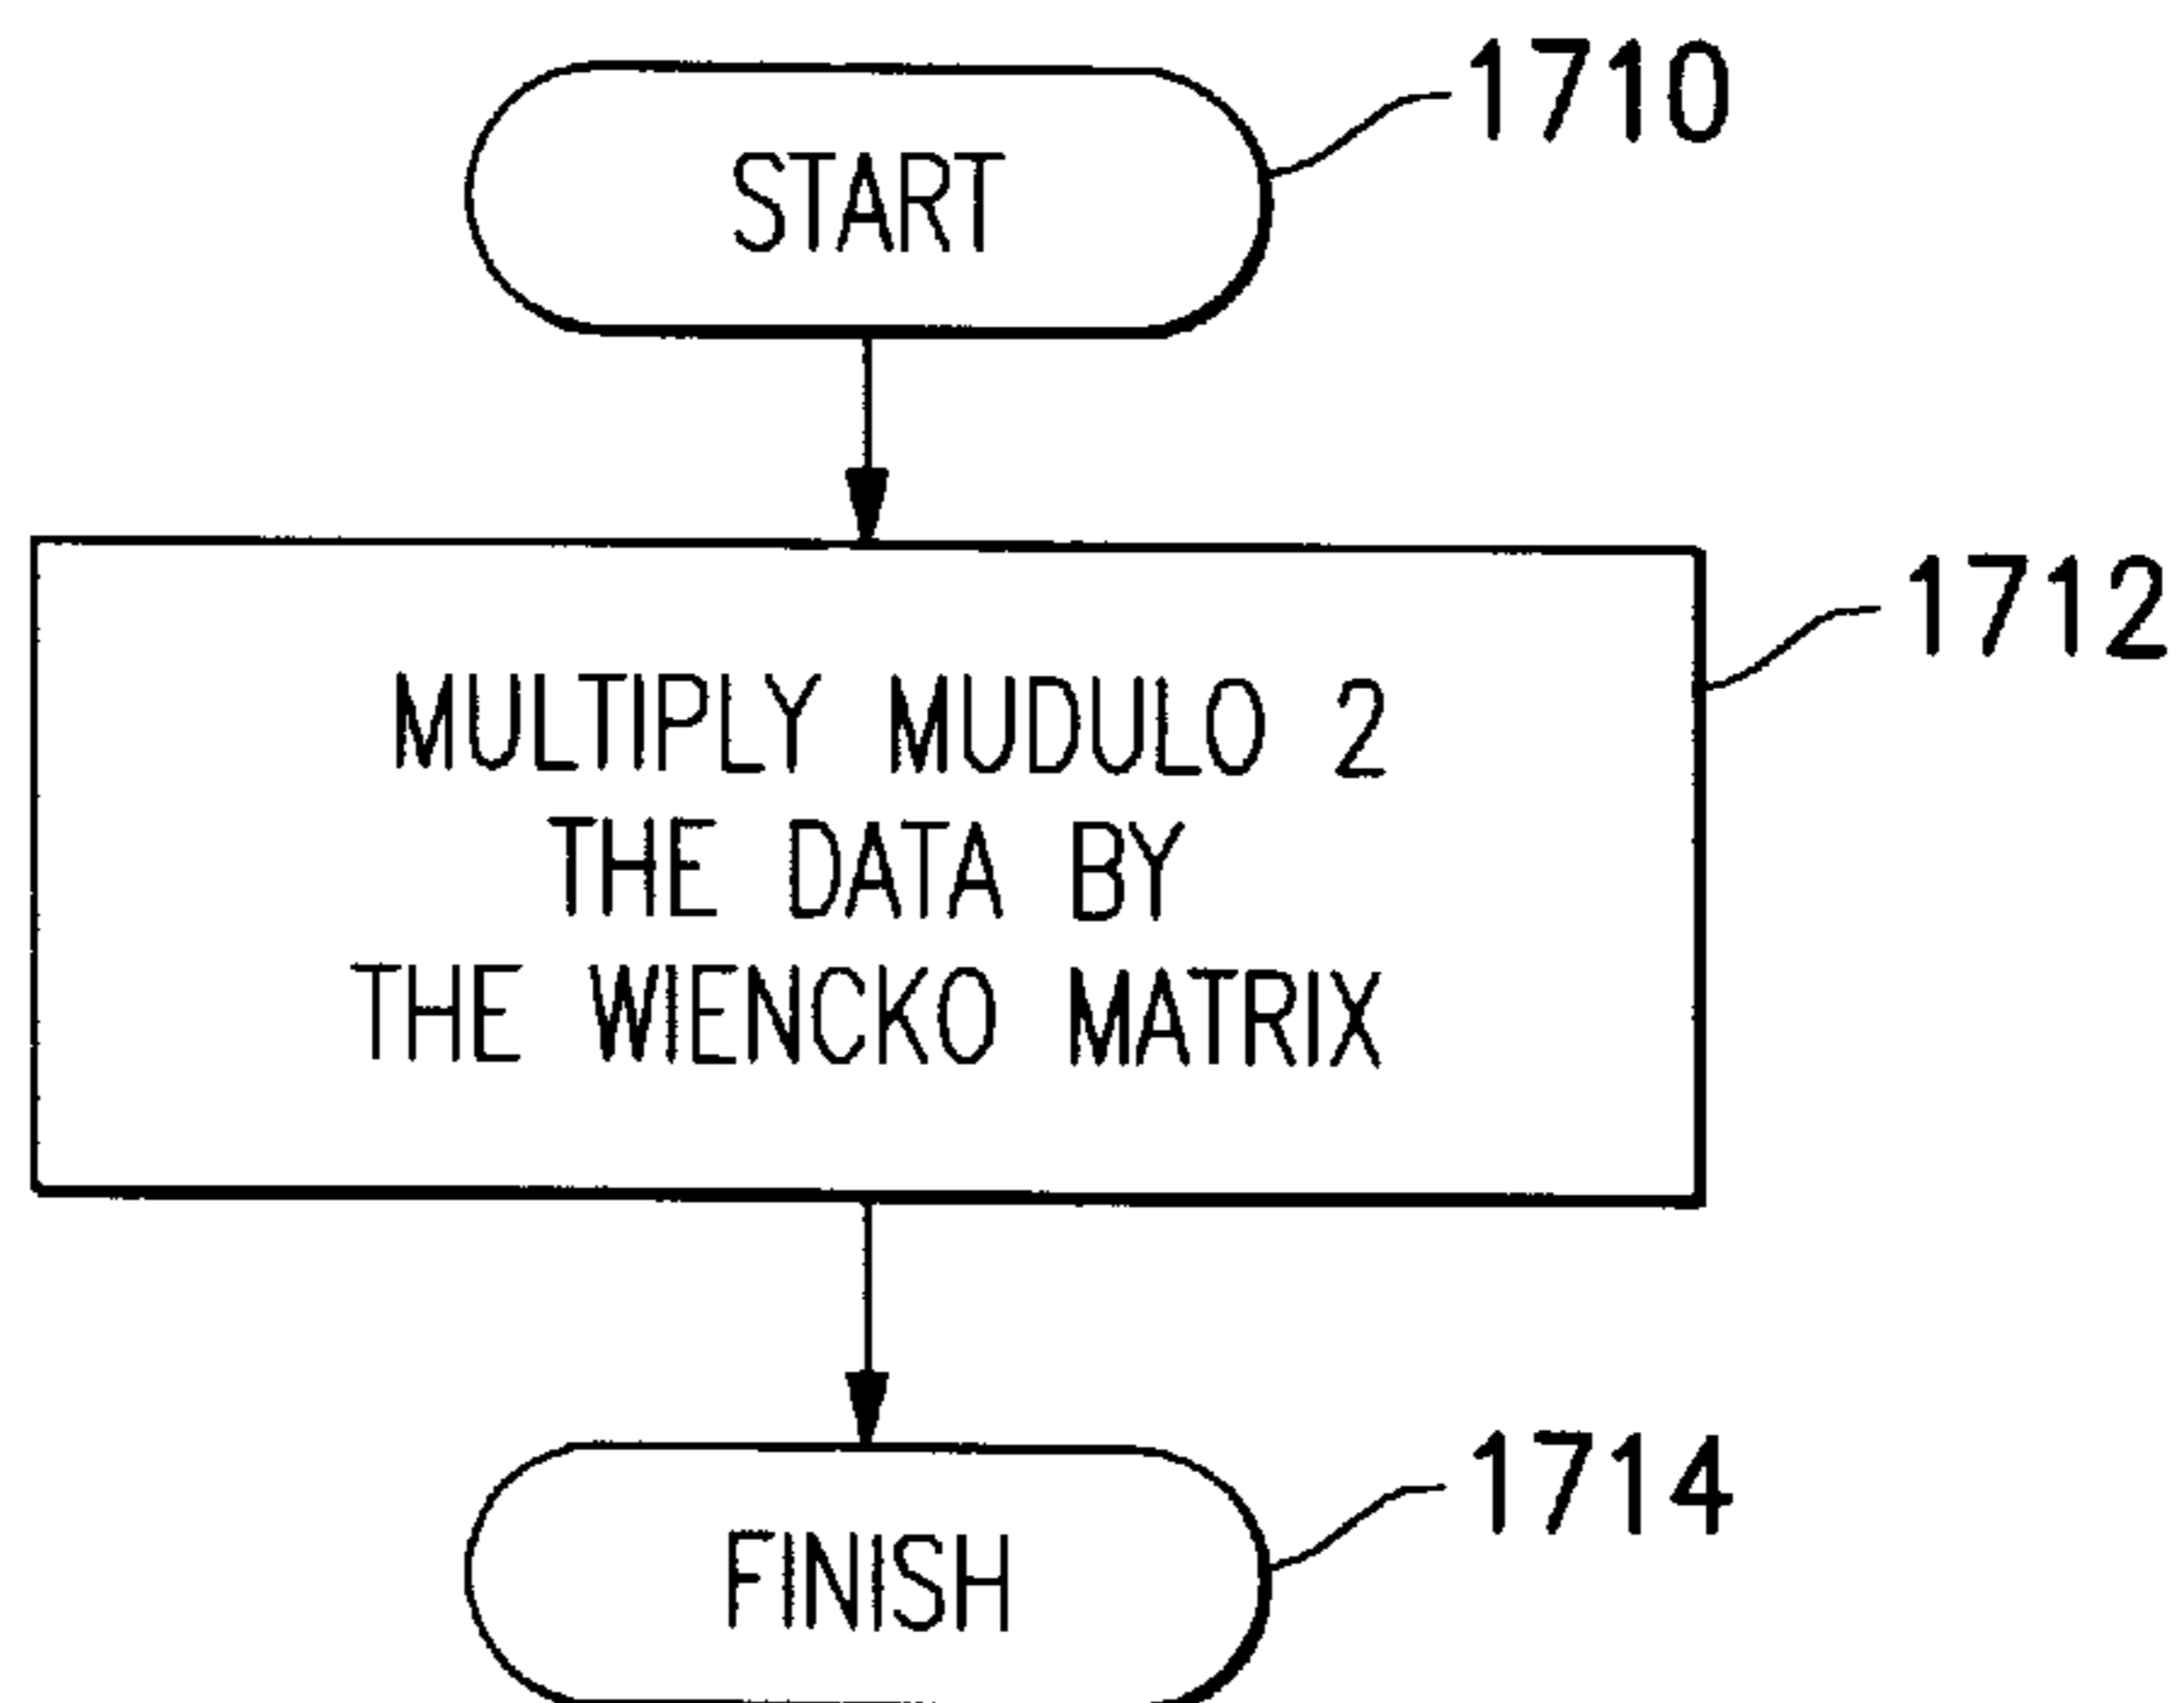 START
1710
1712
MULTIPLY MUDULO 2
THE DATA BY
THE WIENCKO MATRIX
1714
FINISH